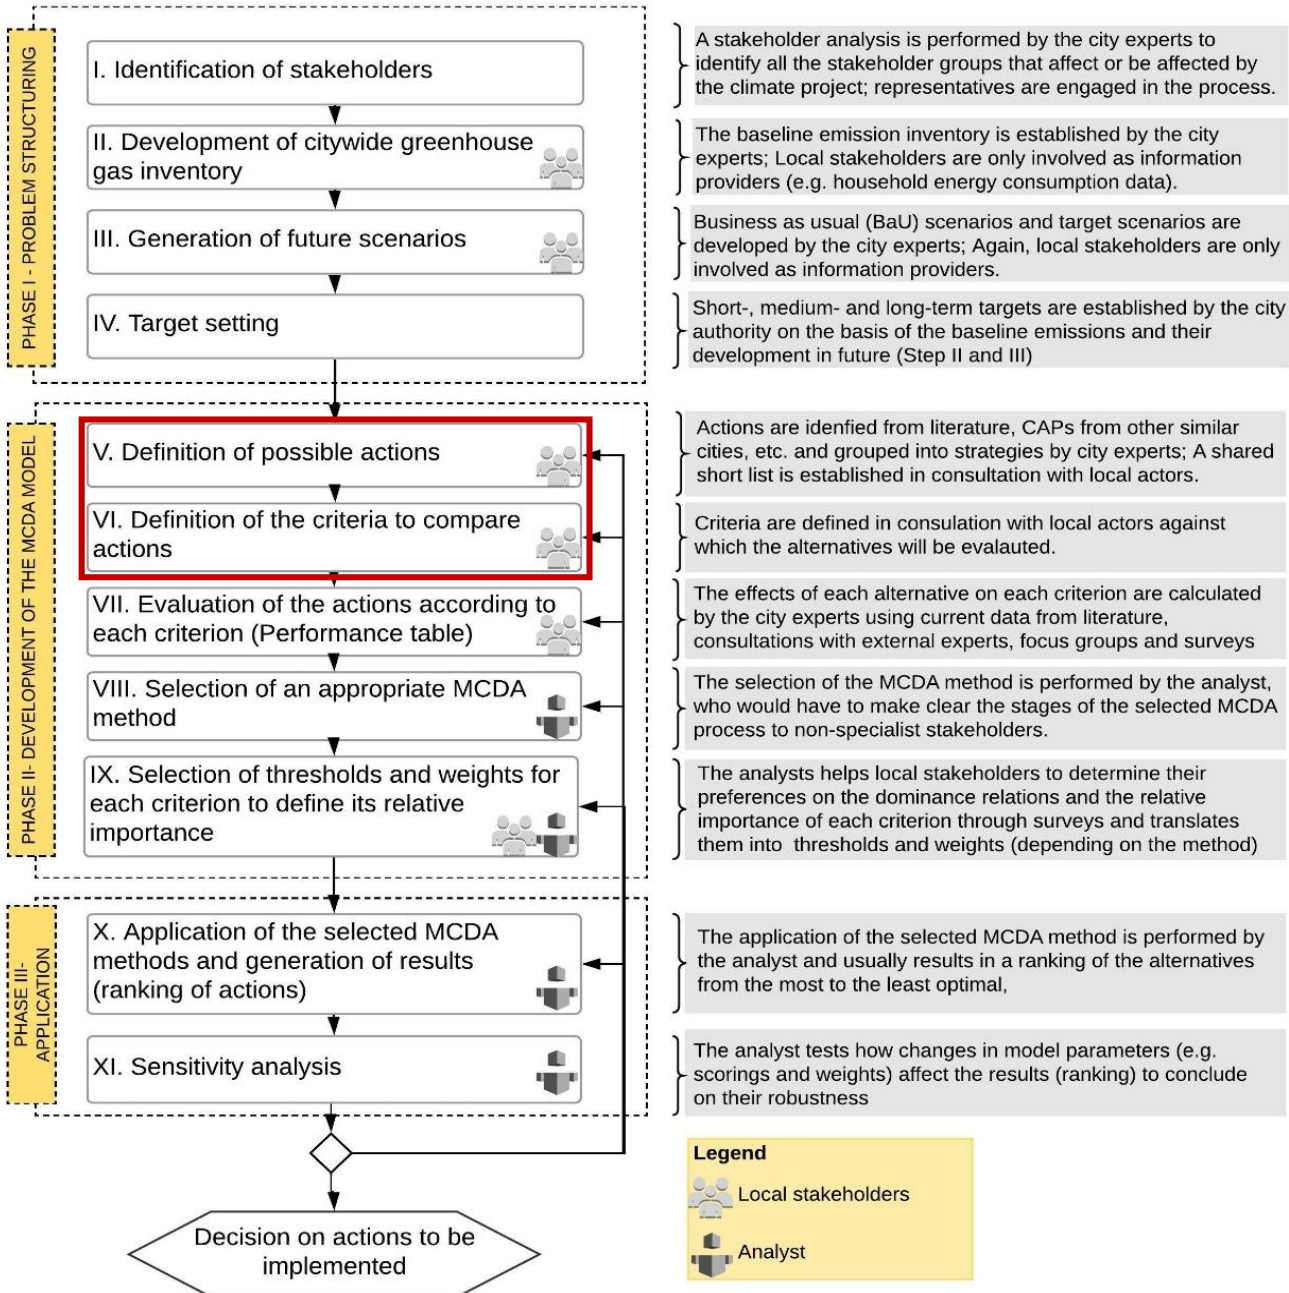 PHASE I - PROBLEM STRUCTURING
I. Identification of stakeholders
A stakeholder analysis is performed by the city experts to
identify all the stakeholder groups that affect or be affected by
the climate project; representatives are engaged in the process.
II. Development of citywide greenhouse
gas inventory
The baseline emission inventory is established by the city
experts; Local stakeholders are only involved as information
providers (e.g. household energy consumption data).
III. Generation of future scenarios
Business as usual (BaU) scenarios and target scenarios are
developed by the city experts; Again, local stakeholders are only
involved as information providers.
IV. Target setting
Short-, medium- and long-term targets are established by the city
authority on the basis of the baseline emissions and their
development in future (Step II and III)
PHASE II- DEVELOPMENT OF THE MCDA MODEL
V. Definition of possible actions
Actions are idenfied from literature, CAPs from other similar
cities, etc. and grouped into strategies by city experts; A shared
short list is established in consultation with local actors.
VI. Definition of the criteria to compare
actions
Criteria are defined in consulation with local actors against
which the alternatives will be evalauted.
VII. Evaluation of the actions according to
each criterion (Performance table)
The effects of each alternative on each criterion are calculated
by the city experts using current data from literature,
consultations with external experts, focus groups and surveys
VIII. Selection of an appropriate MCDA
method
The selection of the MCDA method is performed by the analyst,
who would have to make clear the stages of the selected MCDA
process to non-specialist stakeholders.
IX. Selection of thresholds and weights for
each criterion to define its relative
importance
The analysts helps local stakeholders to determine their
preferences on the dominance relations and the relative
importance of each criterion through surveys and translates
them into thresholds and weights (depending on the method)
PHASE III-
APPLICATION
X. Application of the selected MCDA
methods and generation of results
(ranking of actions)
The application of the selected MCDA method is performed by
the analyst and usually results in a ranking of the alternatives
from the most to the least optimal,
XI. Sensitivity analysis
The analyst tests how changes in model parameters (e.g.
scorings and weights) affect the results (ranking) to conclude
on their robustness
Decision on actions to be
implemented
Legend
Local stakeholders
Analyst